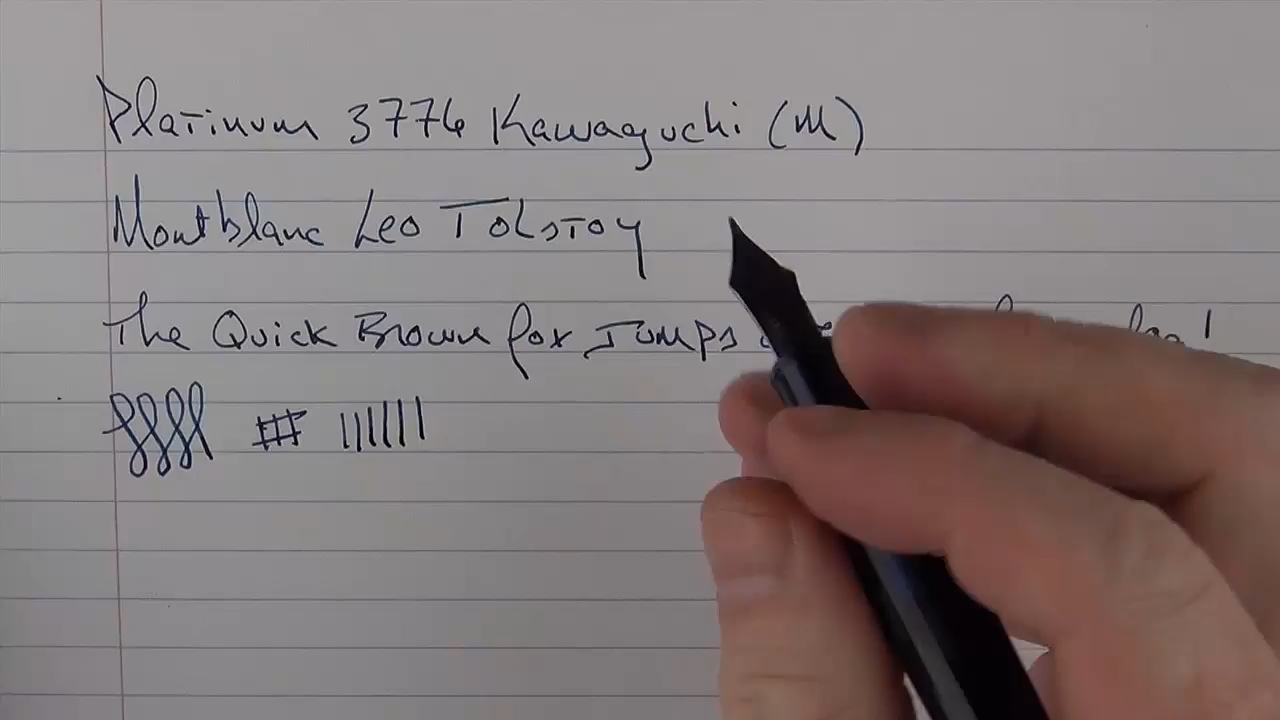 Platinum 3776 Kawaguchi (M)
Montblanc Leo Tolstoy
The Quick Brown fox Jumps